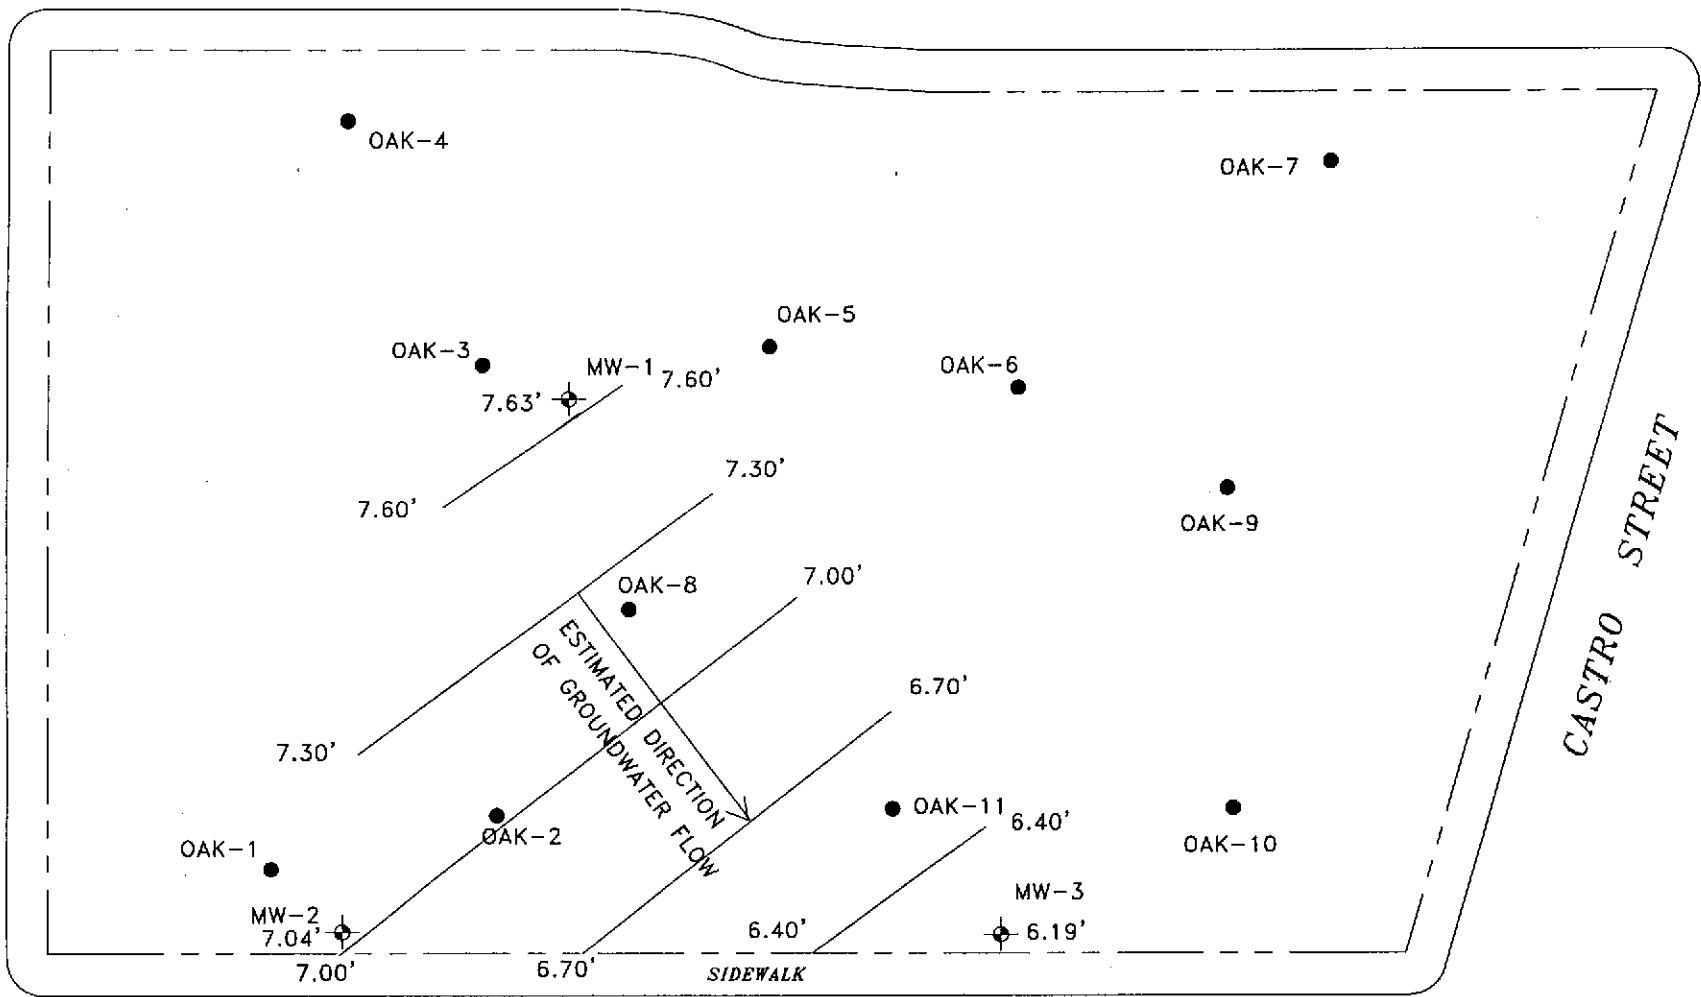 OAK-4
OAK-7
OAK-5
OAK-3
MW-1
7.60'
OAK-6
7.63'
7.30'
7.60'
OAK-9
CASTRO STREET
7.00'
OAK-8
ESTIMATED DIRECTION
OF GROUNDWATER FLOW
6.70'
7.30'
OAK-11
6.40'
OAK-2
OAK-1
OAK-10
MW-3
MW-2
7.04'
6.40'
6.19'
7.00'
6.70'
SIDEWALK